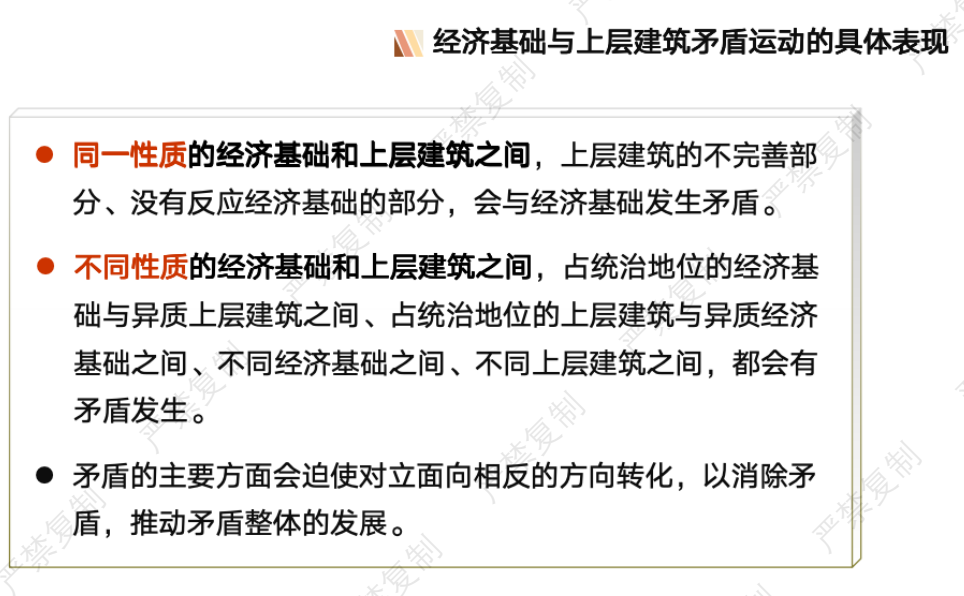 经济基础与上层建筑矛盾运动的具体表现
同一性质的经济基础和上层建筑之间，上层建筑的不完善部
分、没有反应经济基础的部分，会与经济基础发生矛盾。
不同性质的经济基础和上层建筑之间，占统治地位的经济基
础与异质上层建筑之间、占统治地位的上层建筑与异质经济
基础之间、不同经济基础之间、不同上层建筑之间，都会有
矛盾发生。
矛盾的主要方面会迫使对立面向相反的方向转化，以消除矛
盾，推动矛盾整体的发展。
严禁复制
严禁复制
严禁复制
严禁复制
严禁复制
严禁复制
严禁复制
严禁复制